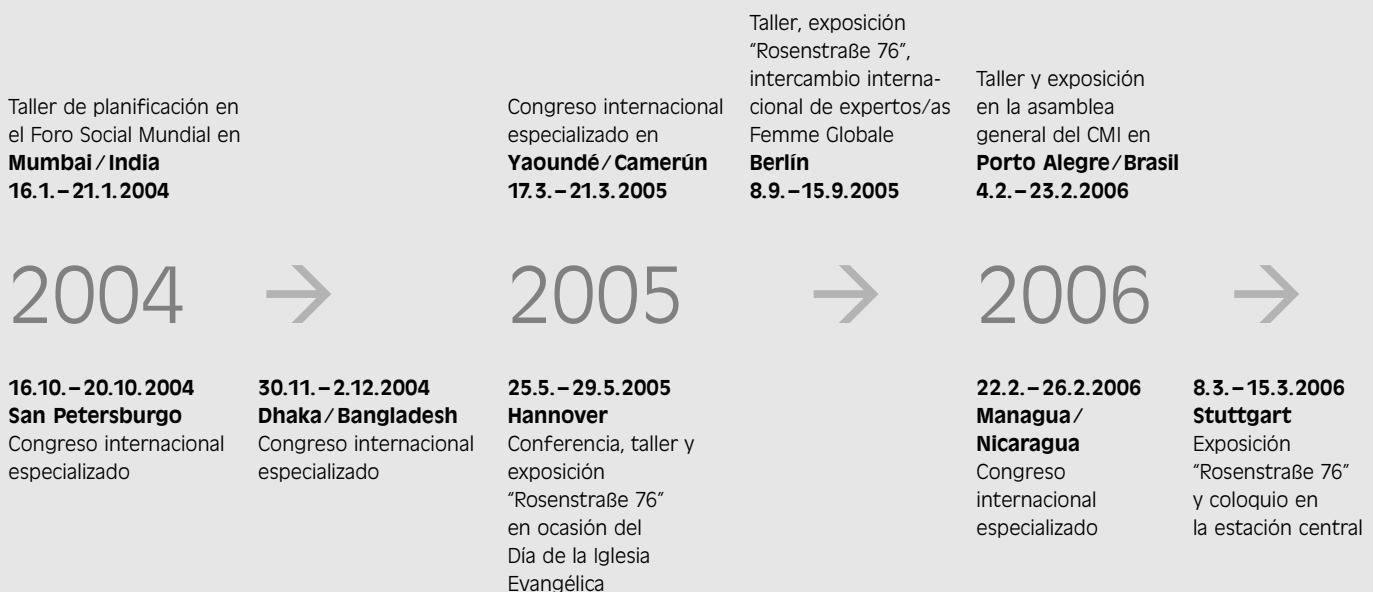 Taller de planificación en
el Foro Social Mundial en
Mumbai/India
16.1.–21.1.2004
Congreso internacional
especializado en
Yaoundé/Camerún
17.3.–21.3.2005
Taller, exposición
“Rosenstraße 76”,
intercambio interna-
cional de expertos/as
Femme Globale
Berlín
8.9.–15.9.2005
Taller y exposición
en la asamblea
general del CMI en
Porto Alegre/Brasil
4.2.–23.2.2006
2004 → 2005 → 2006 →
16.10.–20.10.2004
San Petersburgo
Congreso internacional
especializado
30.11.–2.12.2004
Dhaka/Bangladesh
Congreso internacional
especializado
25.5.–29.5.2005
Hannover
Conferencia, taller y
exposición
“Rosenstraße 76”
en ocasión del
Día de la Iglesia
Evangélica
22.2.–26.2.2006
Managua/
Nicaragua
Congreso
internacional
especializado
8.3.–15.3.2006
Stuttgart
Exposición
“Rosenstraße 76”
y coloquio en
la estación central